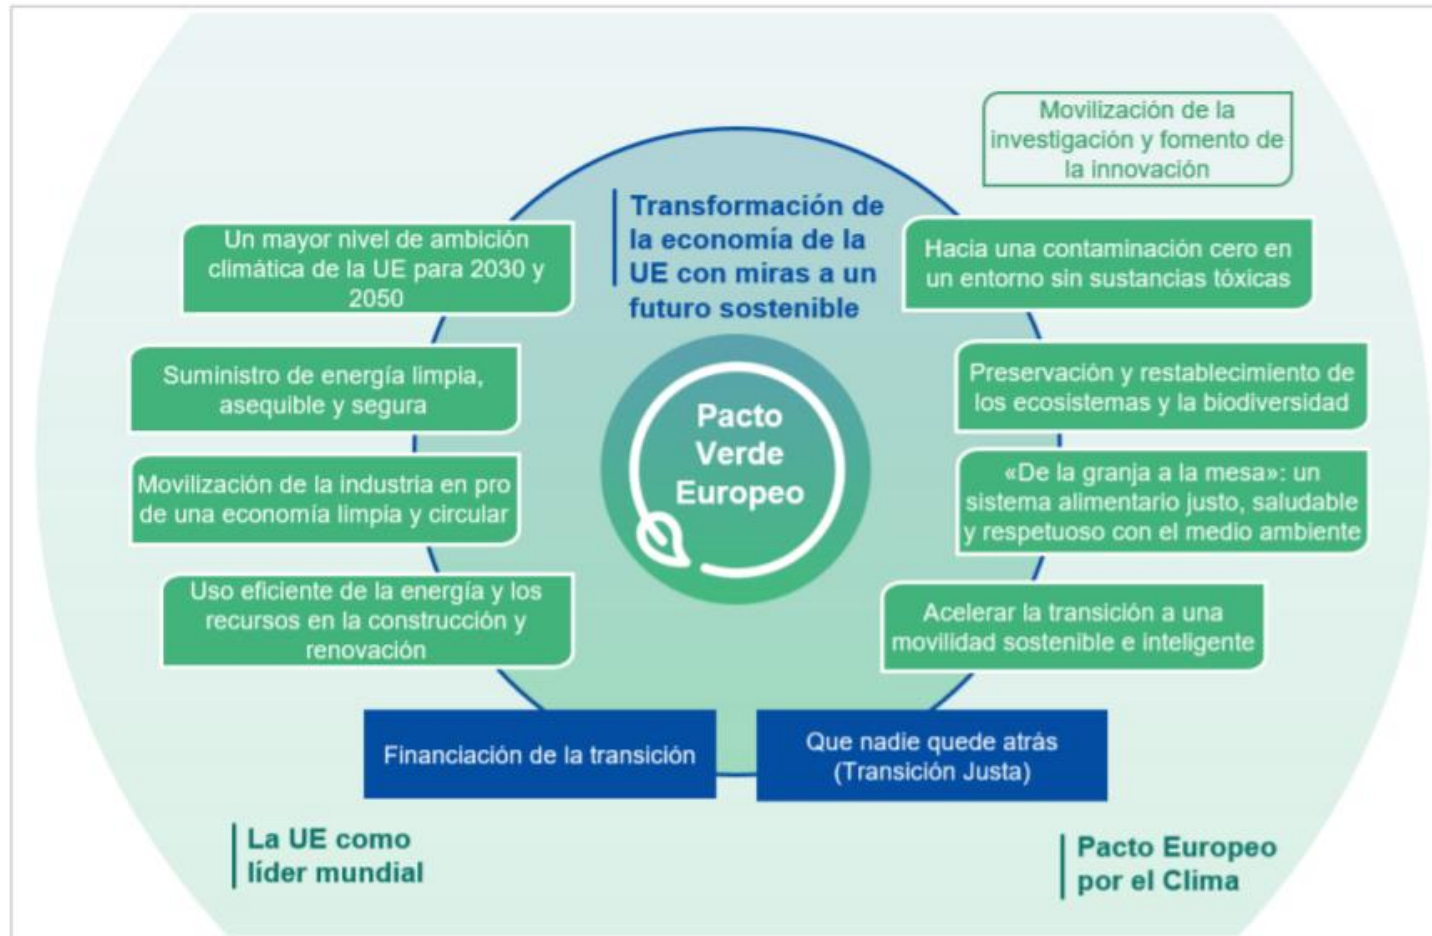 Movilización de la
investigación y fomento de
la innovación
Transformación de
la economía de la
UE con miras a un
futuro sostenible
Un mayor nivel de ambición
climática de la UE para 2030 y
2050
Hacia una contaminación cero en
un entorno sin sustancias tóxicas
Suministro de energía limpia,
asequible y segura
Preservación y restablecimiento de
los ecosistemas y la biodiversidad
Pacto
Verde
Europeo
Movilización de la industria en pro
de una economía limpia y circular
«De la granja a la mesa»: un
sistema alimentario justo, saludable
y respetuoso con el medio ambiente
Uso eficiente de la energía y los
recursos en la construcción y
renovación
Acelerar la transición a una
movilidad sostenible e inteligente
Financiación de la transición
Que nadie quede atrás
(Transición Justa)
La UE como
líder mundial
Pacto Europeo
por el Clima